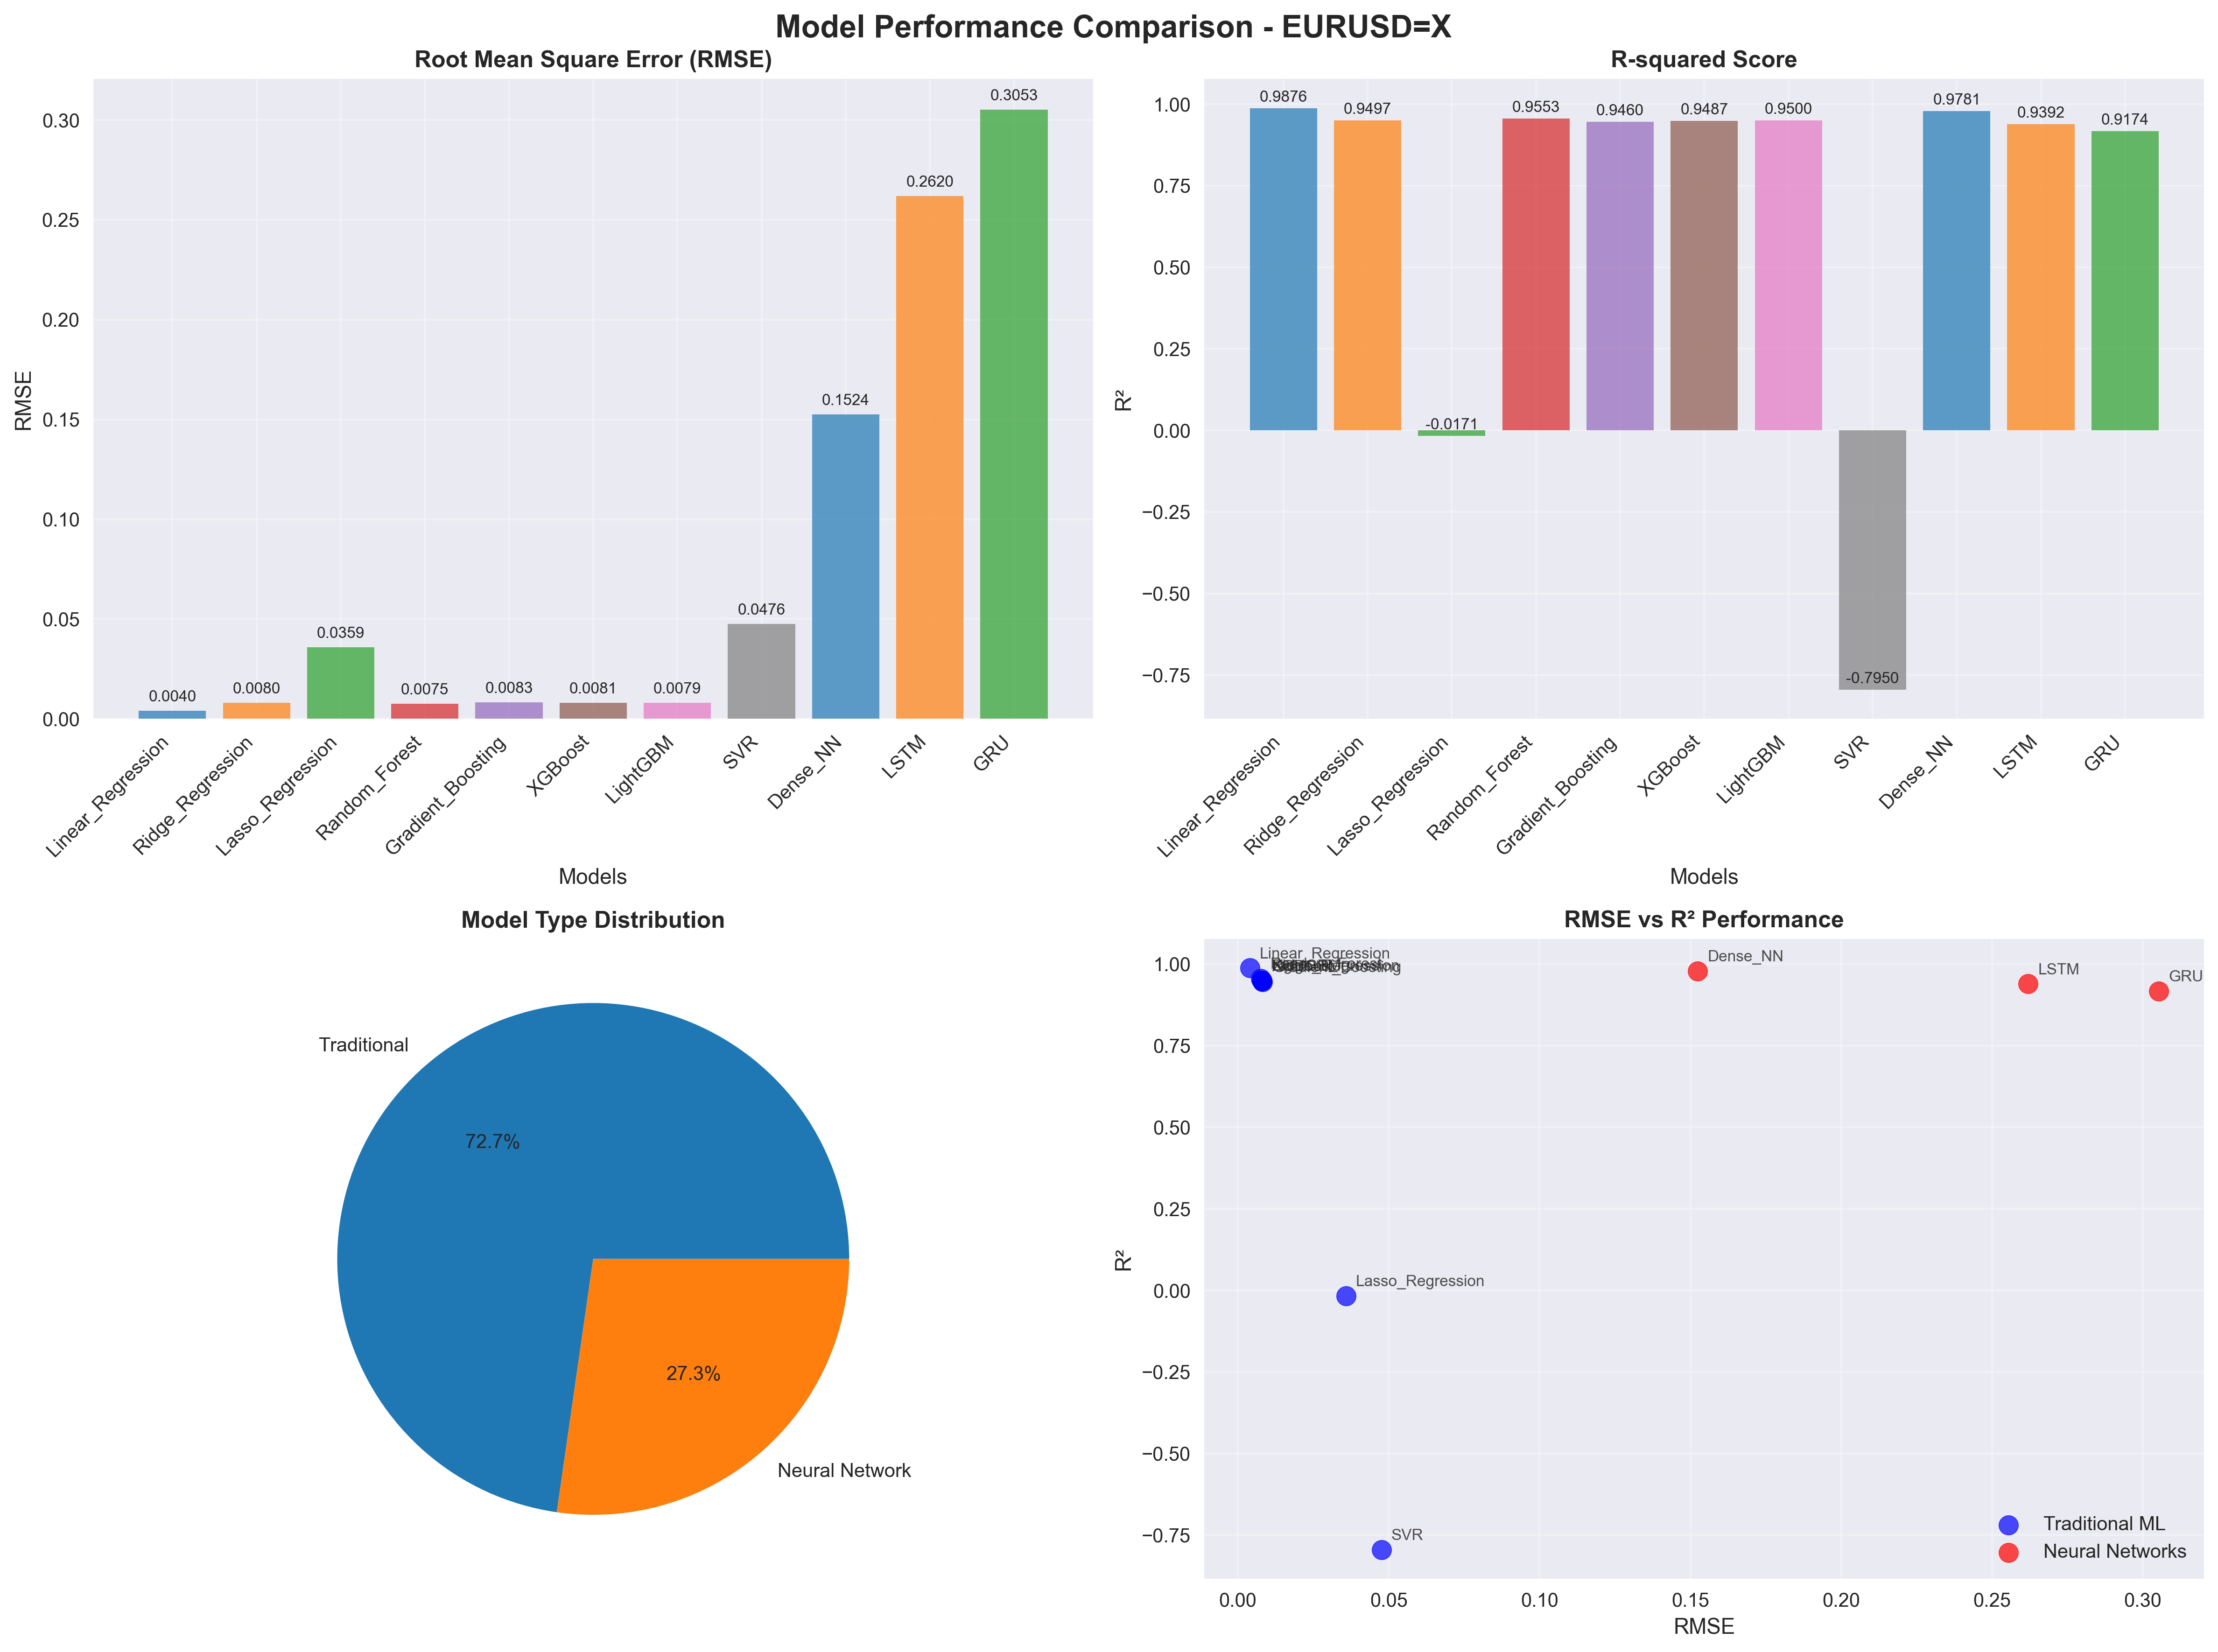 Model Performance Comparison - EURUSD=X
Root Mean Square Error (RMSE)
RMSE
0.30
0.25
0.20
0.15
0.10
0.05
0.00
0.0040
0.0080
0.0359
0.0075
0.0083
0.0081
0.0079
0.0476
0.1524
0.2620
0.3053
Linear_Regression
Ridge_Regression
Lasso_Regression
Random_Forest
Gradient_Boosting
XGBoost
LightGBM
SVR
Dense_NN
LSTM
GRU
Models
R-squared Score
R²
1.00
0.75
0.50
0.25
0.00
−0.25
−0.50
−0.75
0.9876
0.9497
-0.0171
0.9553
0.9460
0.9487
0.9500
-0.7950
0.9781
0.9392
0.9174
Linear_Regression
Ridge_Regression
Lasso_Regression
Random_Forest
Gradient_Boosting
XGBoost
LightGBM
SVR
Dense_NN
LSTM
GRU
Models
Model Type Distribution
Traditional
72.7%
27.3%
Neural Network
RMSE vs R² Performance
R²
1.00
0.75
0.50
0.25
0.00
−0.25
−0.50
−0.75
Linear_Regression
Dense_NN
LSTM
GRU
Lasso_Regression
SVR
Traditional ML
Neural Networks
0.00
0.05
0.10
0.15
0.20
0.25
0.30
RMSE